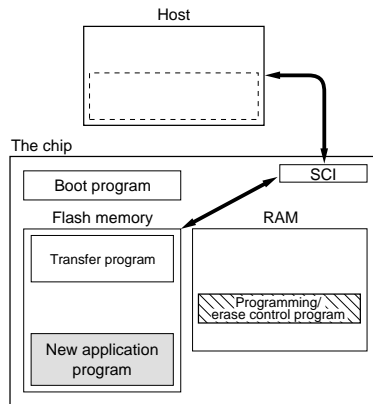 Host
The chip
SCI
Boot program
Flash memory
RAM
Transfer program
Programming/
erase control program
New application
program